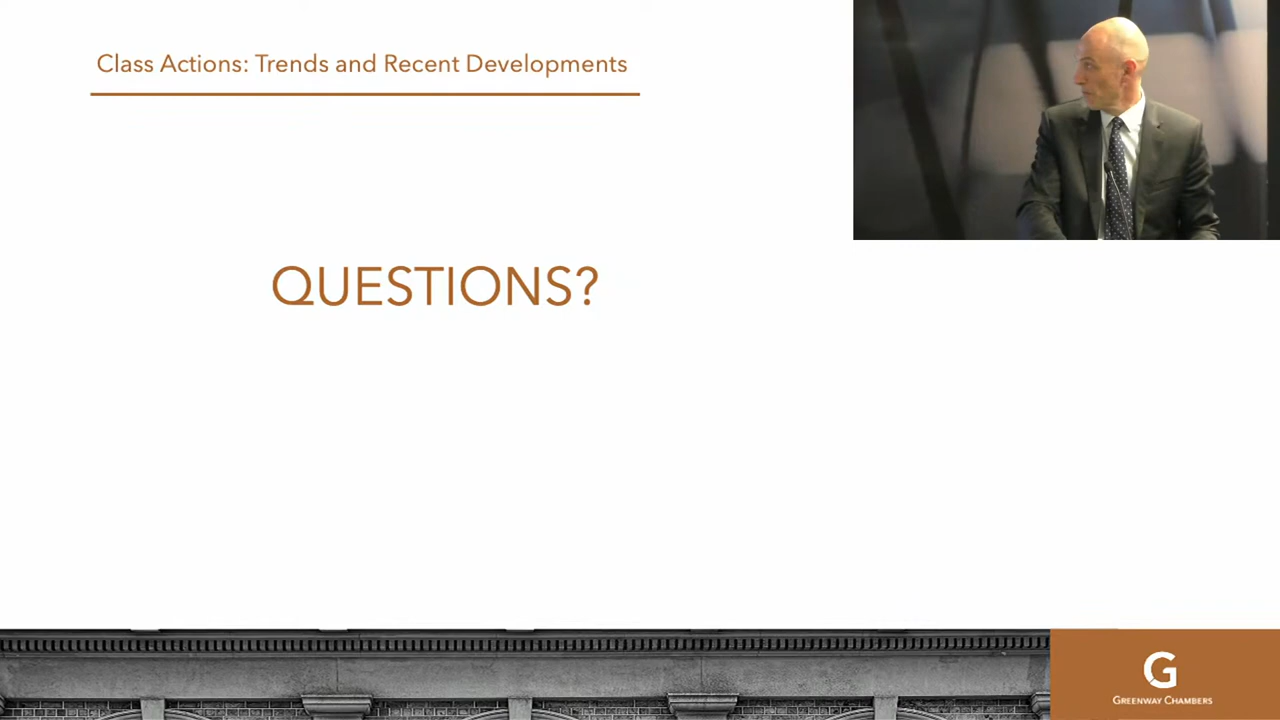 Class Actions: Trends and Recent Developments
QUESTIONS?
G
GREENWAY CHAMBERS